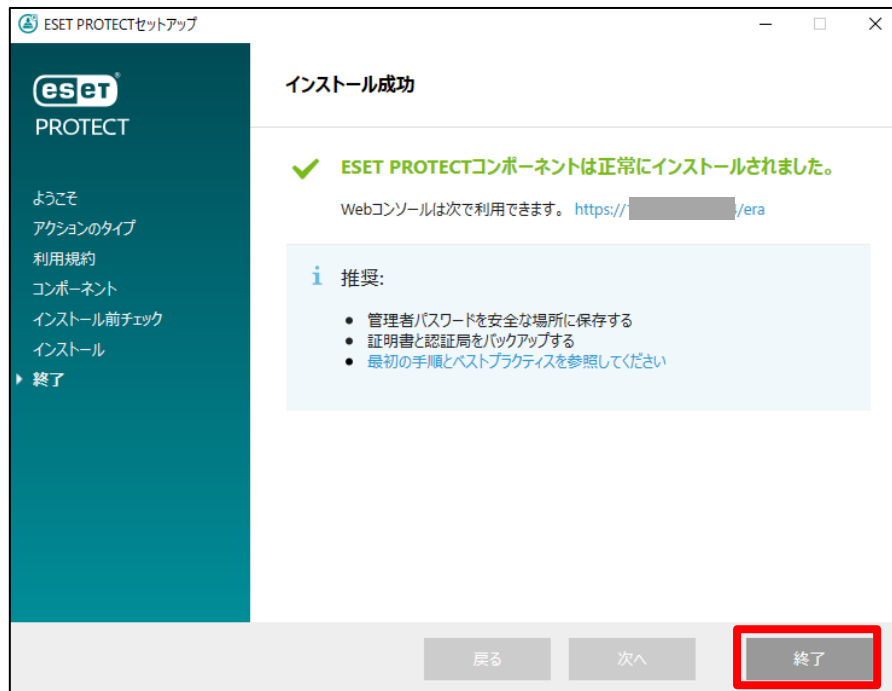 ESET PROTECTセットアップ
eset
PROTECT
ようこそ
アクションのタイプ
利用規約
コンポーネント
インストール前チェック
インストール
終了
インストール成功
ESET PROTECTコンポーネントは正常にインストールされました。
Webコンソールは次で利用できます。 https:// /era
推奨:
管理者パスワードを安全な場所に保存する
証明書と認証局をバックアップする
最初の手順とベストプラクティスを参照してください
戻る
次へ
終了